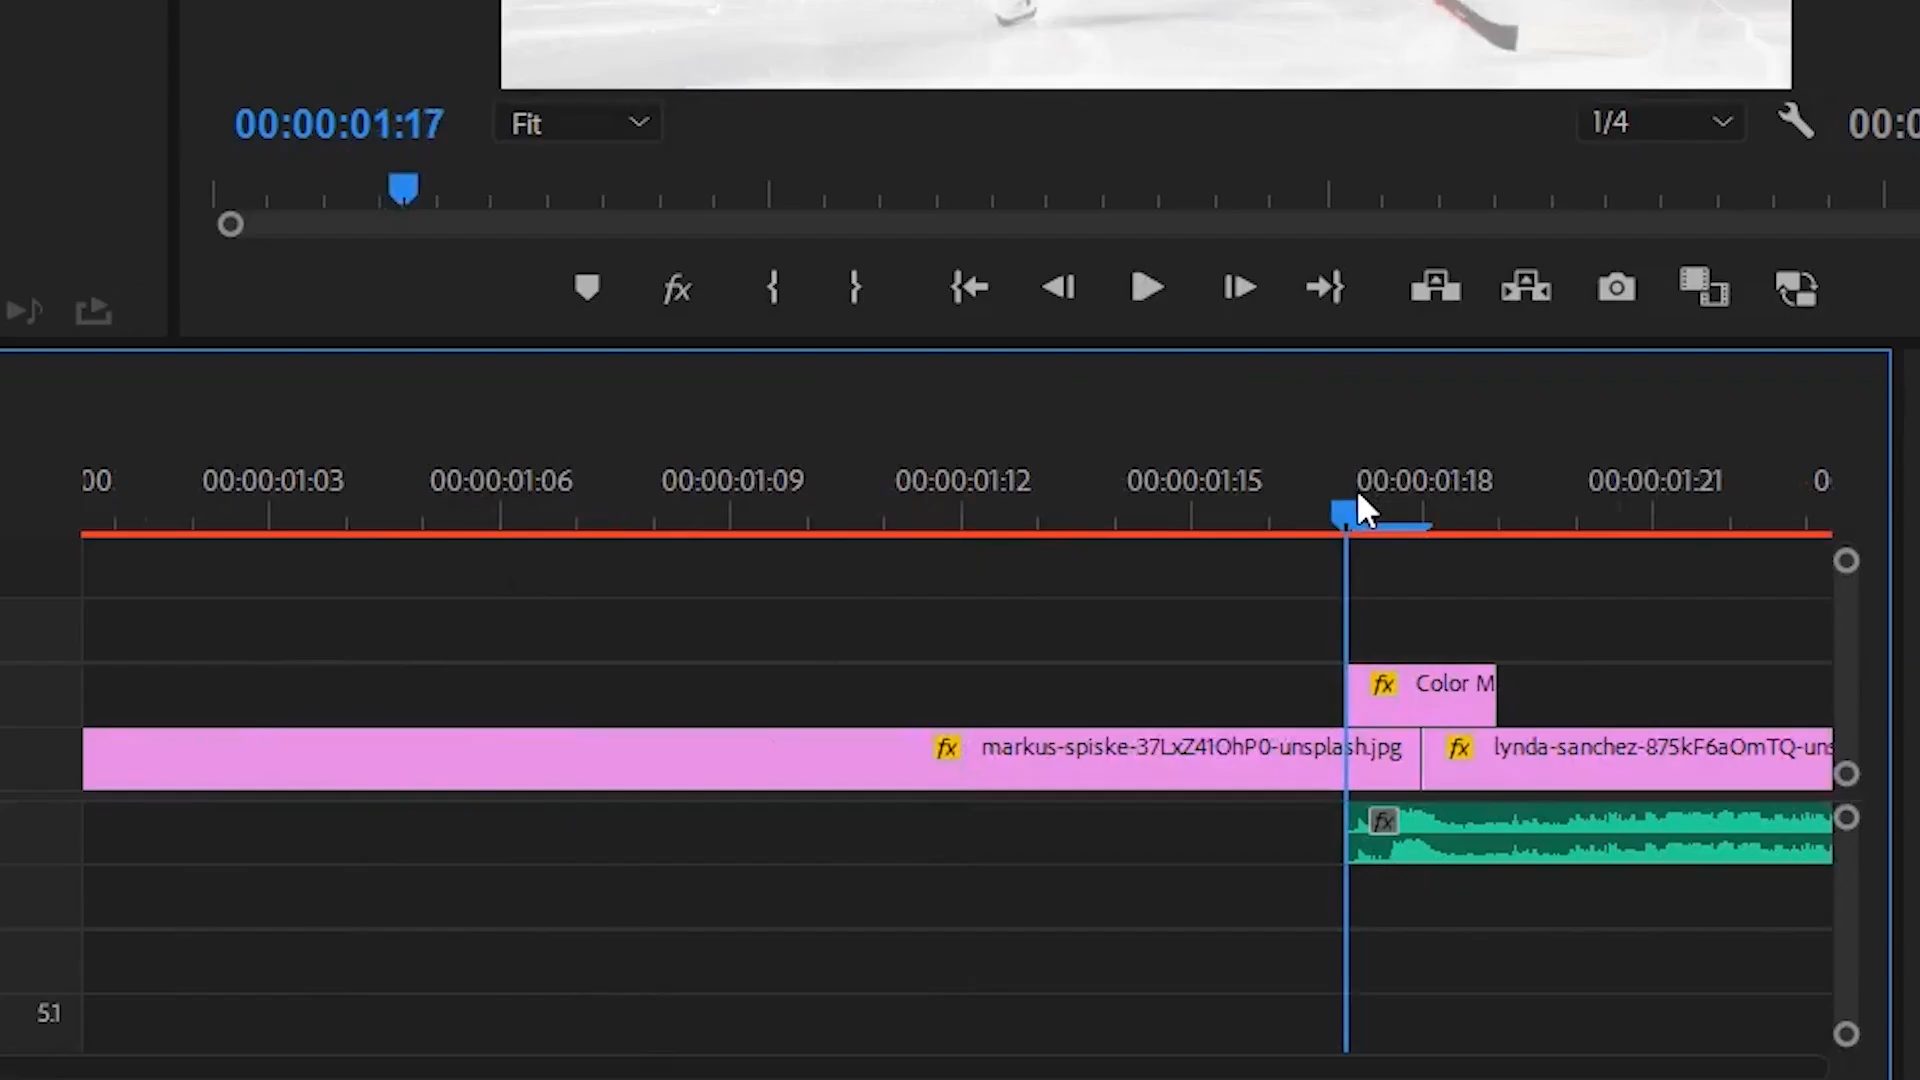 00:00:01:17 Fit 1/4 00:0
fx
00 00:00:01:03 00:00:01:06 00:00:01:09 00:00:01:12 00:00:01:15 00:00:01:18 00:00:01:21 0
fx Color M
fx markus-spiske-37LxZ41OhP0-unsplash.jpg fx lynda-sanchez-875kF6aOmTQ-uns
fx
5.1